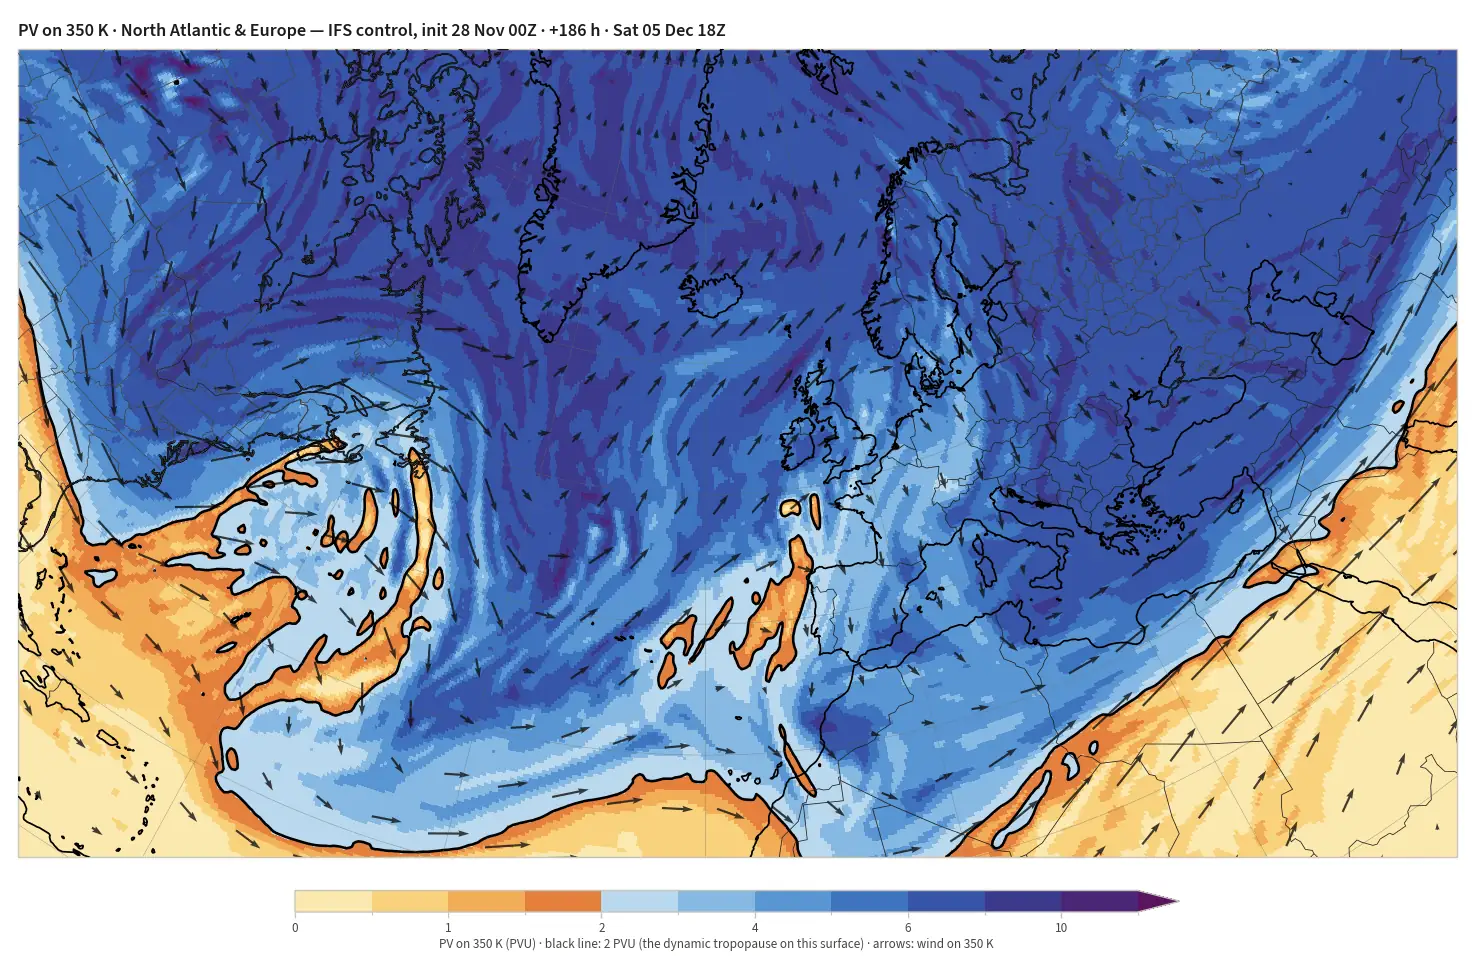 PV on 350 K · North Atlantic & Europe — IFS control, init 28 Nov 00Z · +186 h · Sat 05 Dec 18Z
0 1 2 4 6 10
PV on 350 K (PVU) · black line: 2 PVU (the dynamic tropopause on this surface) · arrows: wind on 350 K